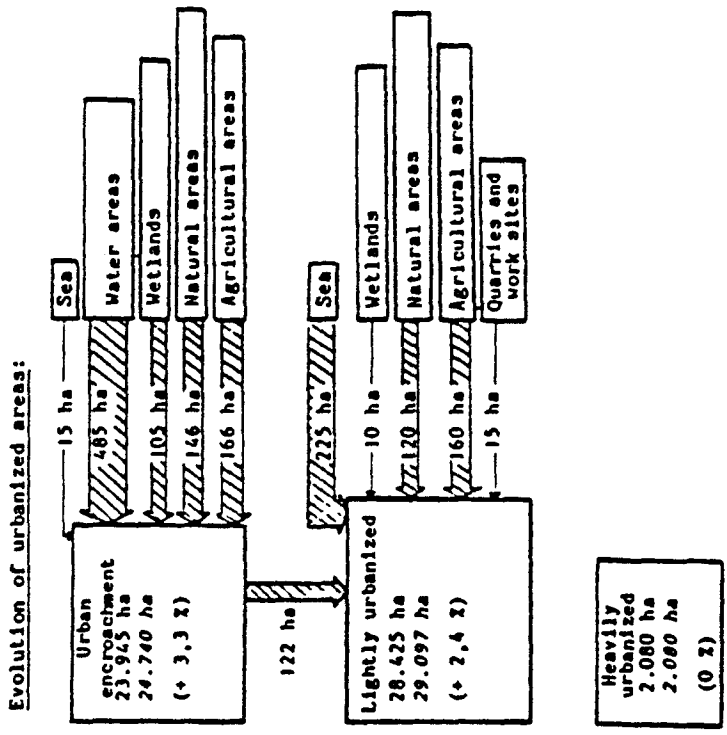 Evolution of urbanized areas:
Urban
encroachment
23.945 ha
24.740 ha
(+ 3,3 %)
15 ha
Sea
485 ha
Water areas
105 ha
Wetlands
146 ha
Natural areas
166 ha
Agricultural areas
122 ha
Lightly urbanized
28.425 ha
29.097 ha
(+ 2,4 %)
225 ha
Sea
10 ha
Wetlands
120 ha
Natural areas
160 ha
Agricultural areas
15 ha
Quarries and
work sites
Heavily
urbanized
2.080 ha
2.080 ha
(0 %)